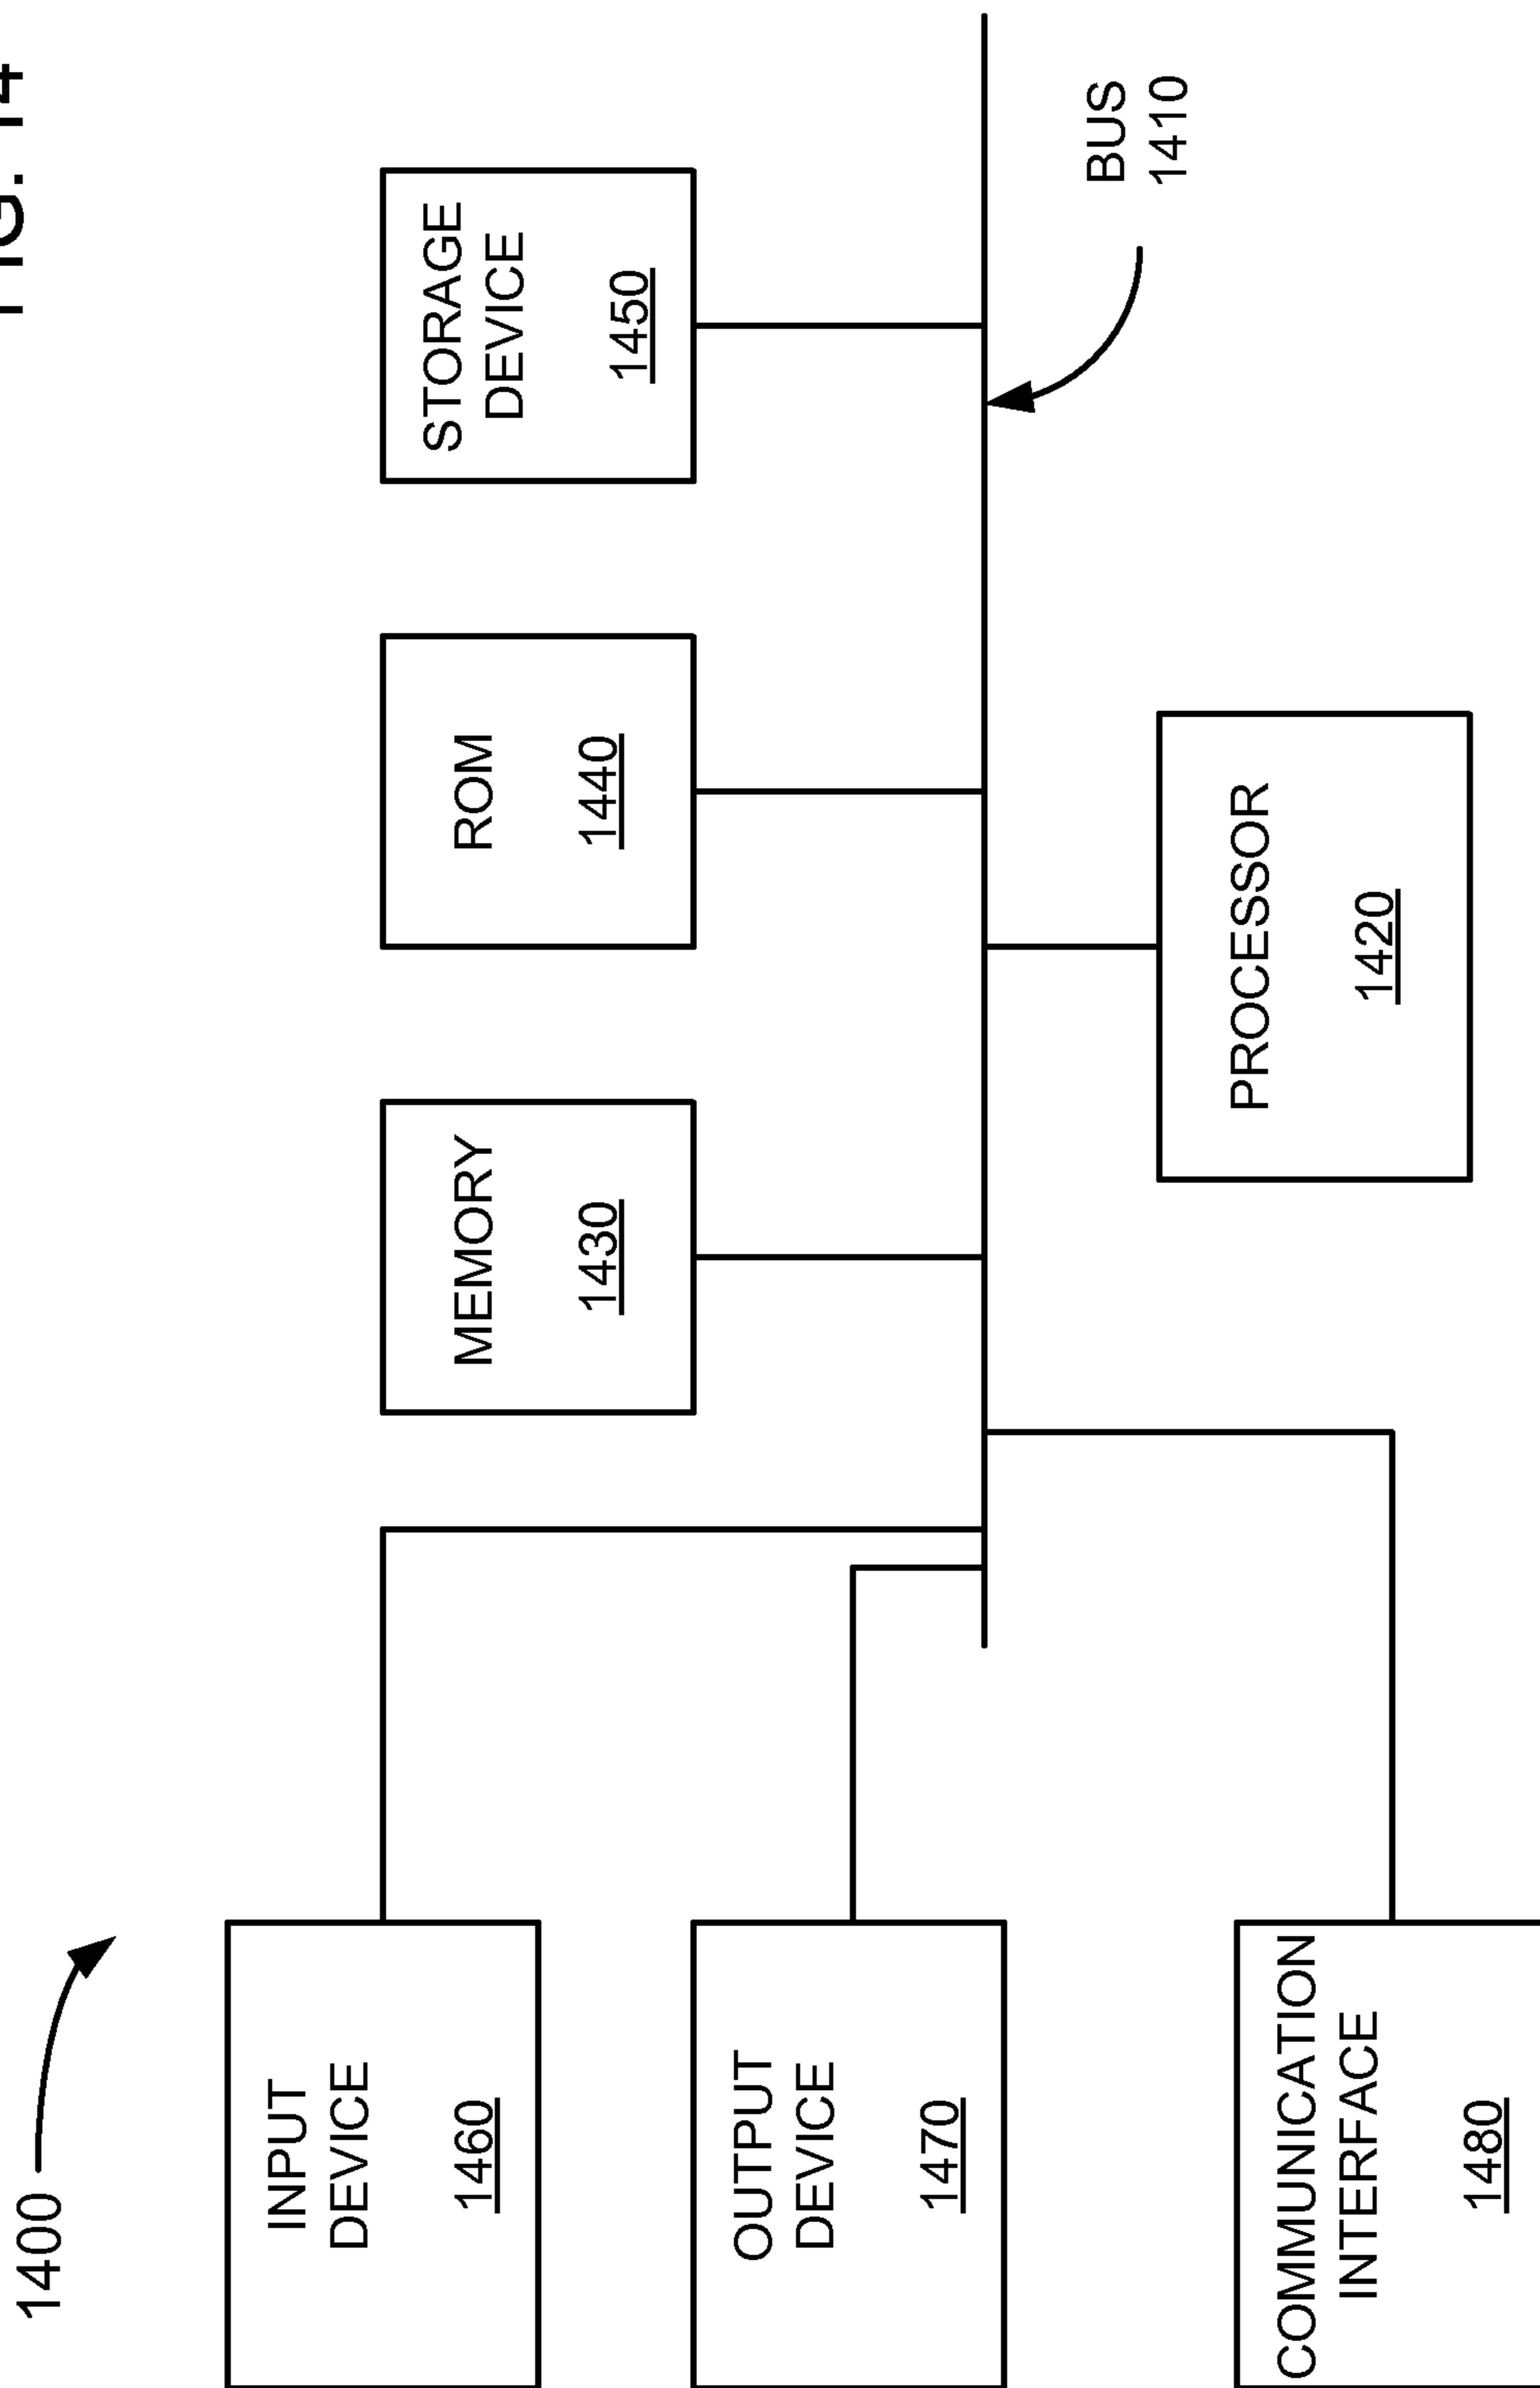 FIG. 14
1400
INPUT
DEVICE
1460
MEMORY
1430
ROM
1440
STORAGE
DEVICE
1450
OUTPUT
DEVICE
1470
BUS
1410
PROCESSOR
1420
COMMUNICATION
INTERFACE
1480